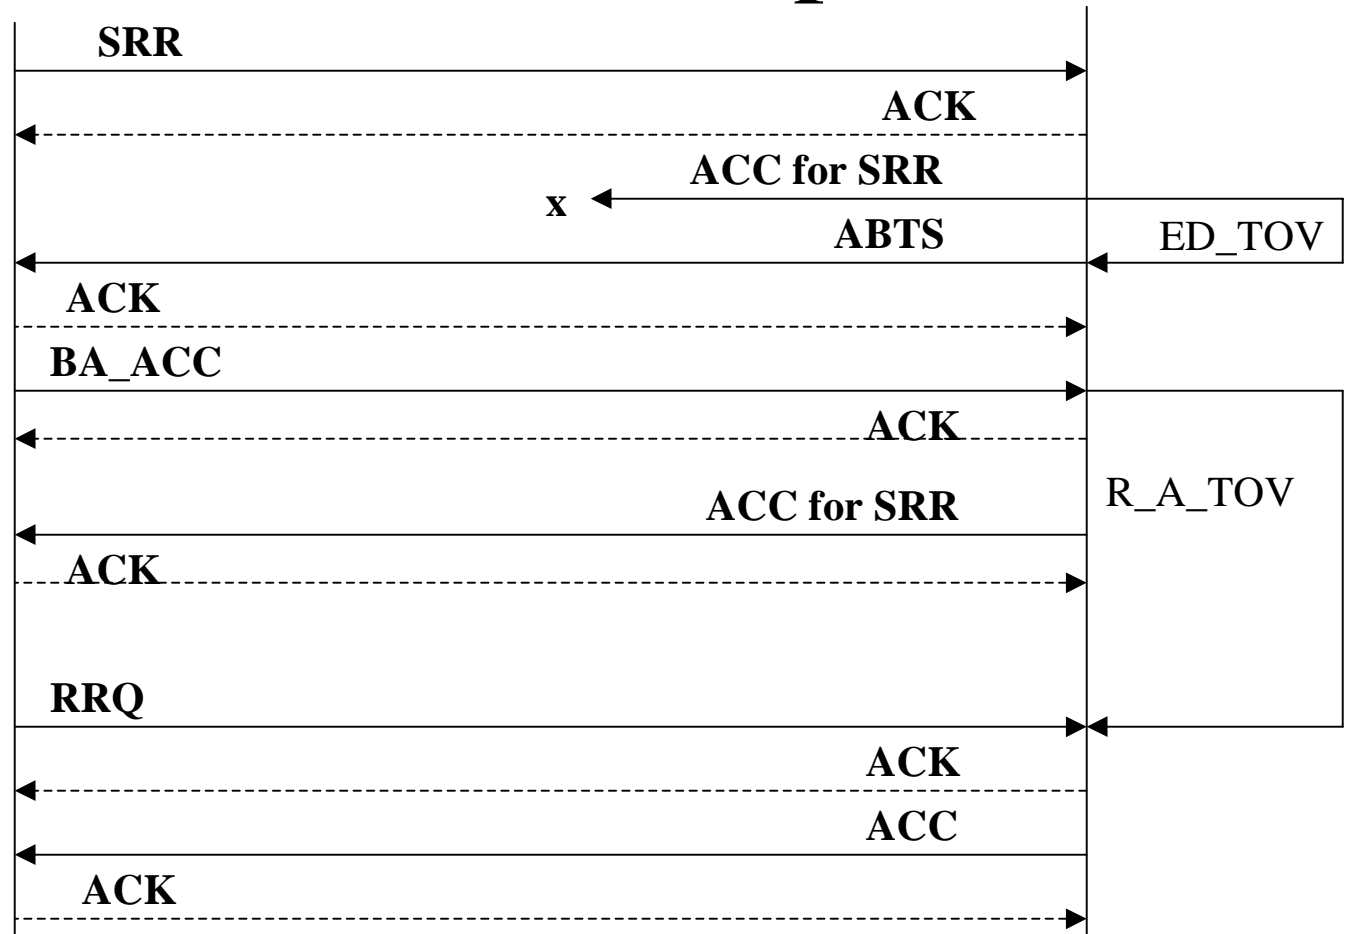 SRR
ACK
ACC for SRR
x
ABTS
ED_TOV
ACK
BA_ACC
ACK
ACC for SRR
R_A_TOV
ACK
RRQ
ACK
ACC
ACK